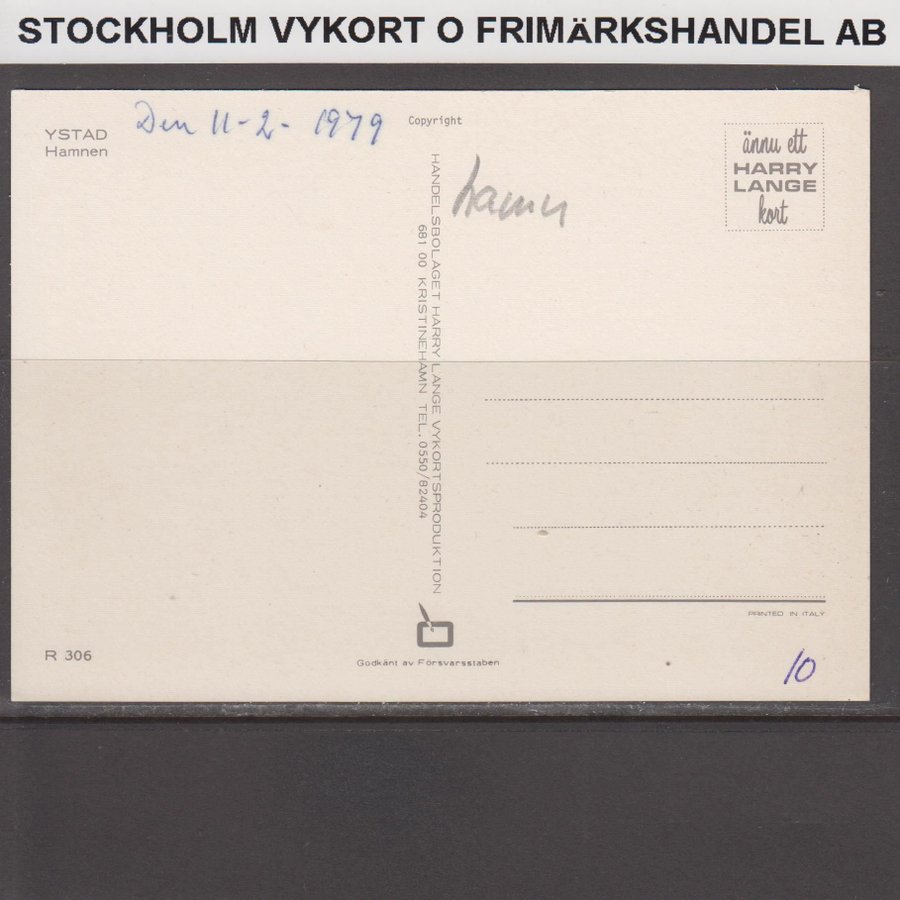 STOCKHOLM VYKORT O FRIMÄRKSHANDEL AB
YSTAD
Hamnen
Den 11-2-1979
Copyright
hamn
ännu ett
HARRY
LANGE
kort
HANDELSBOLAGET HARRY LANGE VYKORTSPRODUKTION
681 00 KRISTINEHAMN TEL. 0550/82404
PRINTED IN ITALY
R 306
Godkänt av Försvarsstaben
10